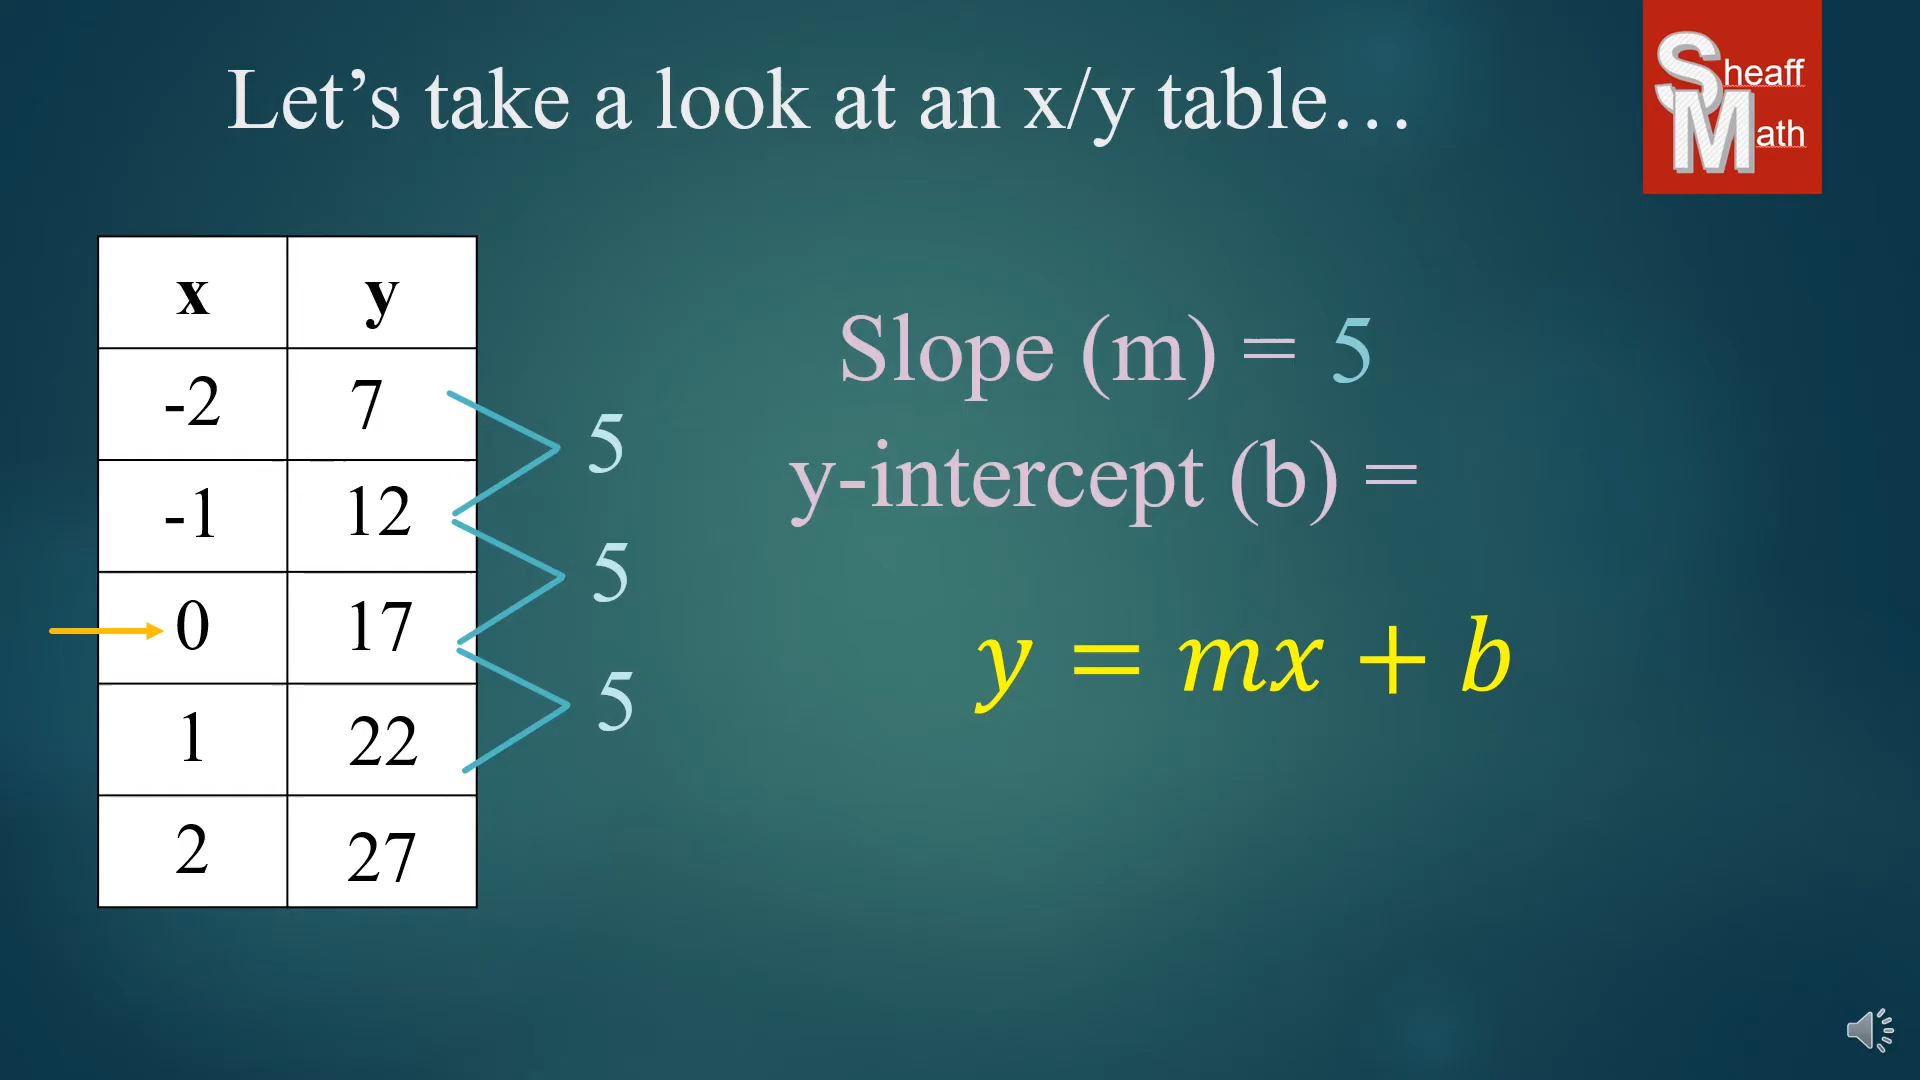 Let’s take a look at an x/y table…
Sheaff
Math
x y
-2 7
-1 12
0 17
1 22
2 27
5
5
5
Slope (m) = 5
y-intercept (b) =
y = mx + b